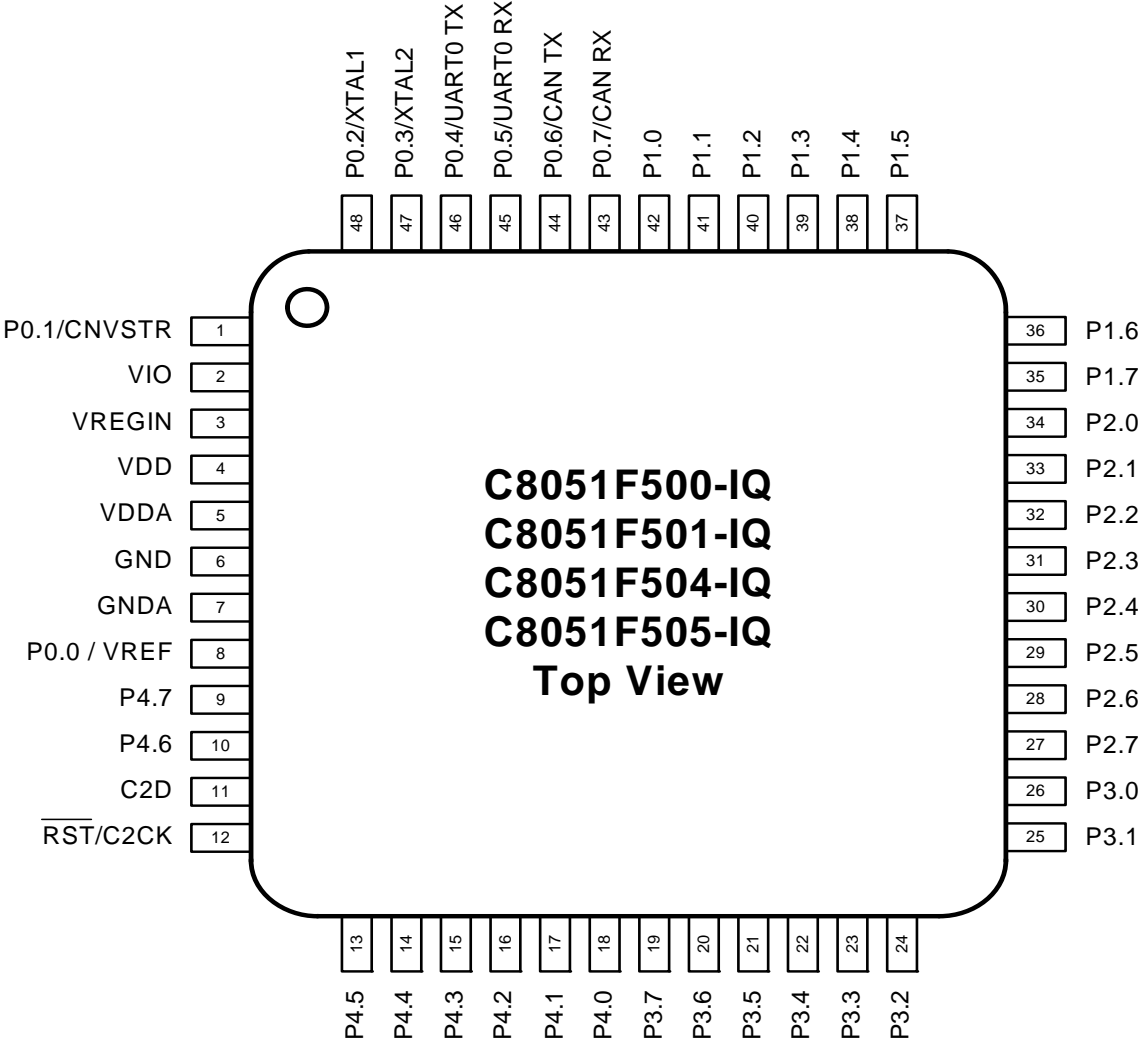 P0.2/XTAL1
P0.3/XTAL2
P0.4/UART0 TX
P0.5/UART0 RX
P0.6/CAN TX
P0.7/CAN RX
P1.0
P1.1
P1.2
P1.3
P1.4
P1.5
48
47
46
45
44
43
42
41
40
39
38
37
P0.1/CNVSTR 1
VIO 2
VREGIN 3
VDD 4
VDDA 5
GND 6
GNDA 7
P0.0 / VREF 8
P4.7 9
P4.6 10
C2D 11
RST/C2CK 12
C8051F500-IQ
C8051F501-IQ
C8051F504-IQ
C8051F505-IQ
Top View
36 P1.6
35 P1.7
34 P2.0
33 P2.1
32 P2.2
31 P2.3
30 P2.4
29 P2.5
28 P2.6
27 P2.7
26 P3.0
25 P3.1
13
14
15
16
17
18
19
20
21
22
23
24
P4.5
P4.4
P4.3
P4.2
P4.1
P4.0
P3.7
P3.6
P3.5
P3.4
P3.3
P3.2